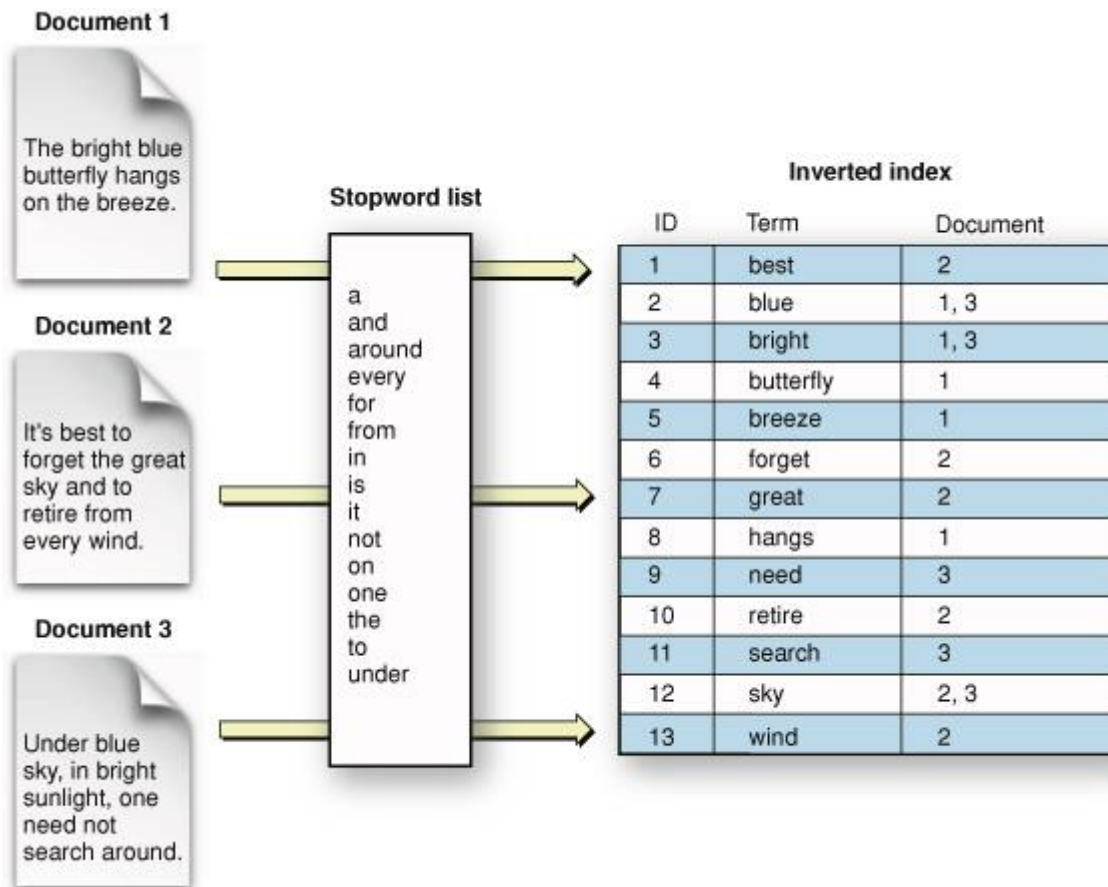 Document 1
The bright blue
butterfly hangs
on the breeze.
Document 2
It's best to
forget the great
sky and to
retire from
every wind.
Document 3
Under blue
sky, in bright
sunlight, one
need not
search around.
Stopword list
a
and
around
every
for
from
in
is
it
not
on
one
the
to
under
Inverted index
ID Term Document
1 best 2
2 blue 1, 3
3 bright 1, 3
4 butterfly 1
5 breeze 1
6 forget 2
7 great 2
8 hangs 1
9 need 3
10 retire 2
11 search 3
12 sky 2, 3
13 wind 2